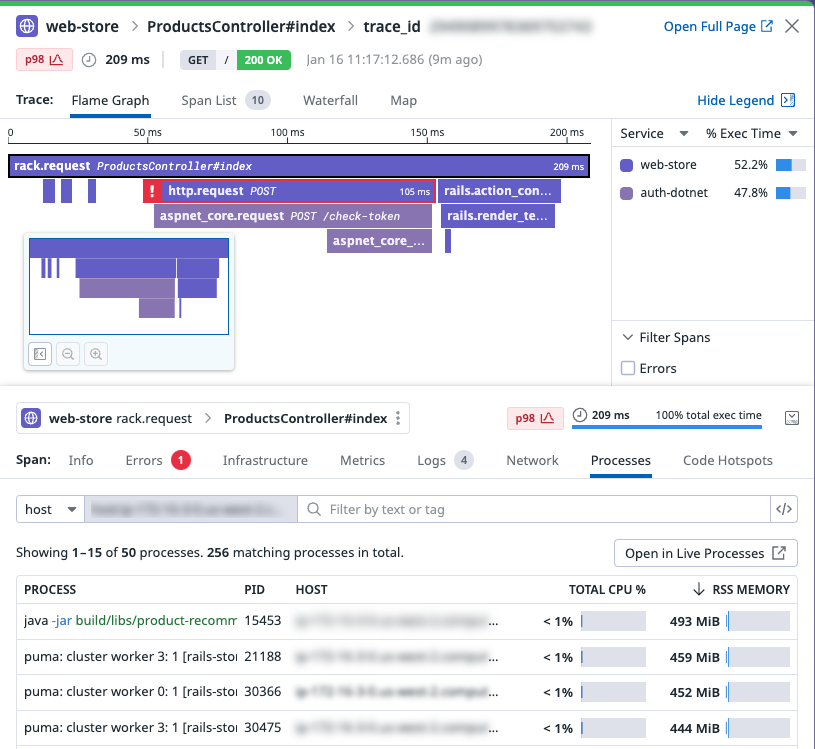 web-store > ProductsController#index > trace_id
Open Full Page
p98 209 ms GET / 200 OK Jan 16 11:17:12.686 (9m ago)
Trace: Flame Graph Span List 10 Waterfall Map
Hide Legend
0 50 ms 100 ms 150 ms 200 ms
Service % Exec Time
rack.request ProductsController#index 209 ms
web-store 52.2%
! http.request POST 105 ms rails.action_con...
auth-dotnet 47.8%
aspnet_core.request POST /check-token rails.render_te...
aspnet_core_...
Filter Spans
Errors
web-store rack.request > ProductsController#index
p98 209 ms 100% total exec time
Span: Info Errors 1 Infrastructure Metrics Logs 4 Network Processes Code Hotspots
host
Filter by text or tag </>
Showing 1–15 of 50 processes. 256 matching processes in total.
Open in Live Processes
PROCESS PID HOST TOTAL CPU % RSS MEMORY
java -jar build/libs/product-recomm 15453 ... < 1% 493 MiB
puma: cluster worker 3: 1 [rails-stor 21188 ... < 1% 459 MiB
puma: cluster worker 0: 1 [rails-stor 30366 ... < 1% 452 MiB
puma: cluster worker 3: 1 [rails-stor 30475 ... < 1% 444 MiB